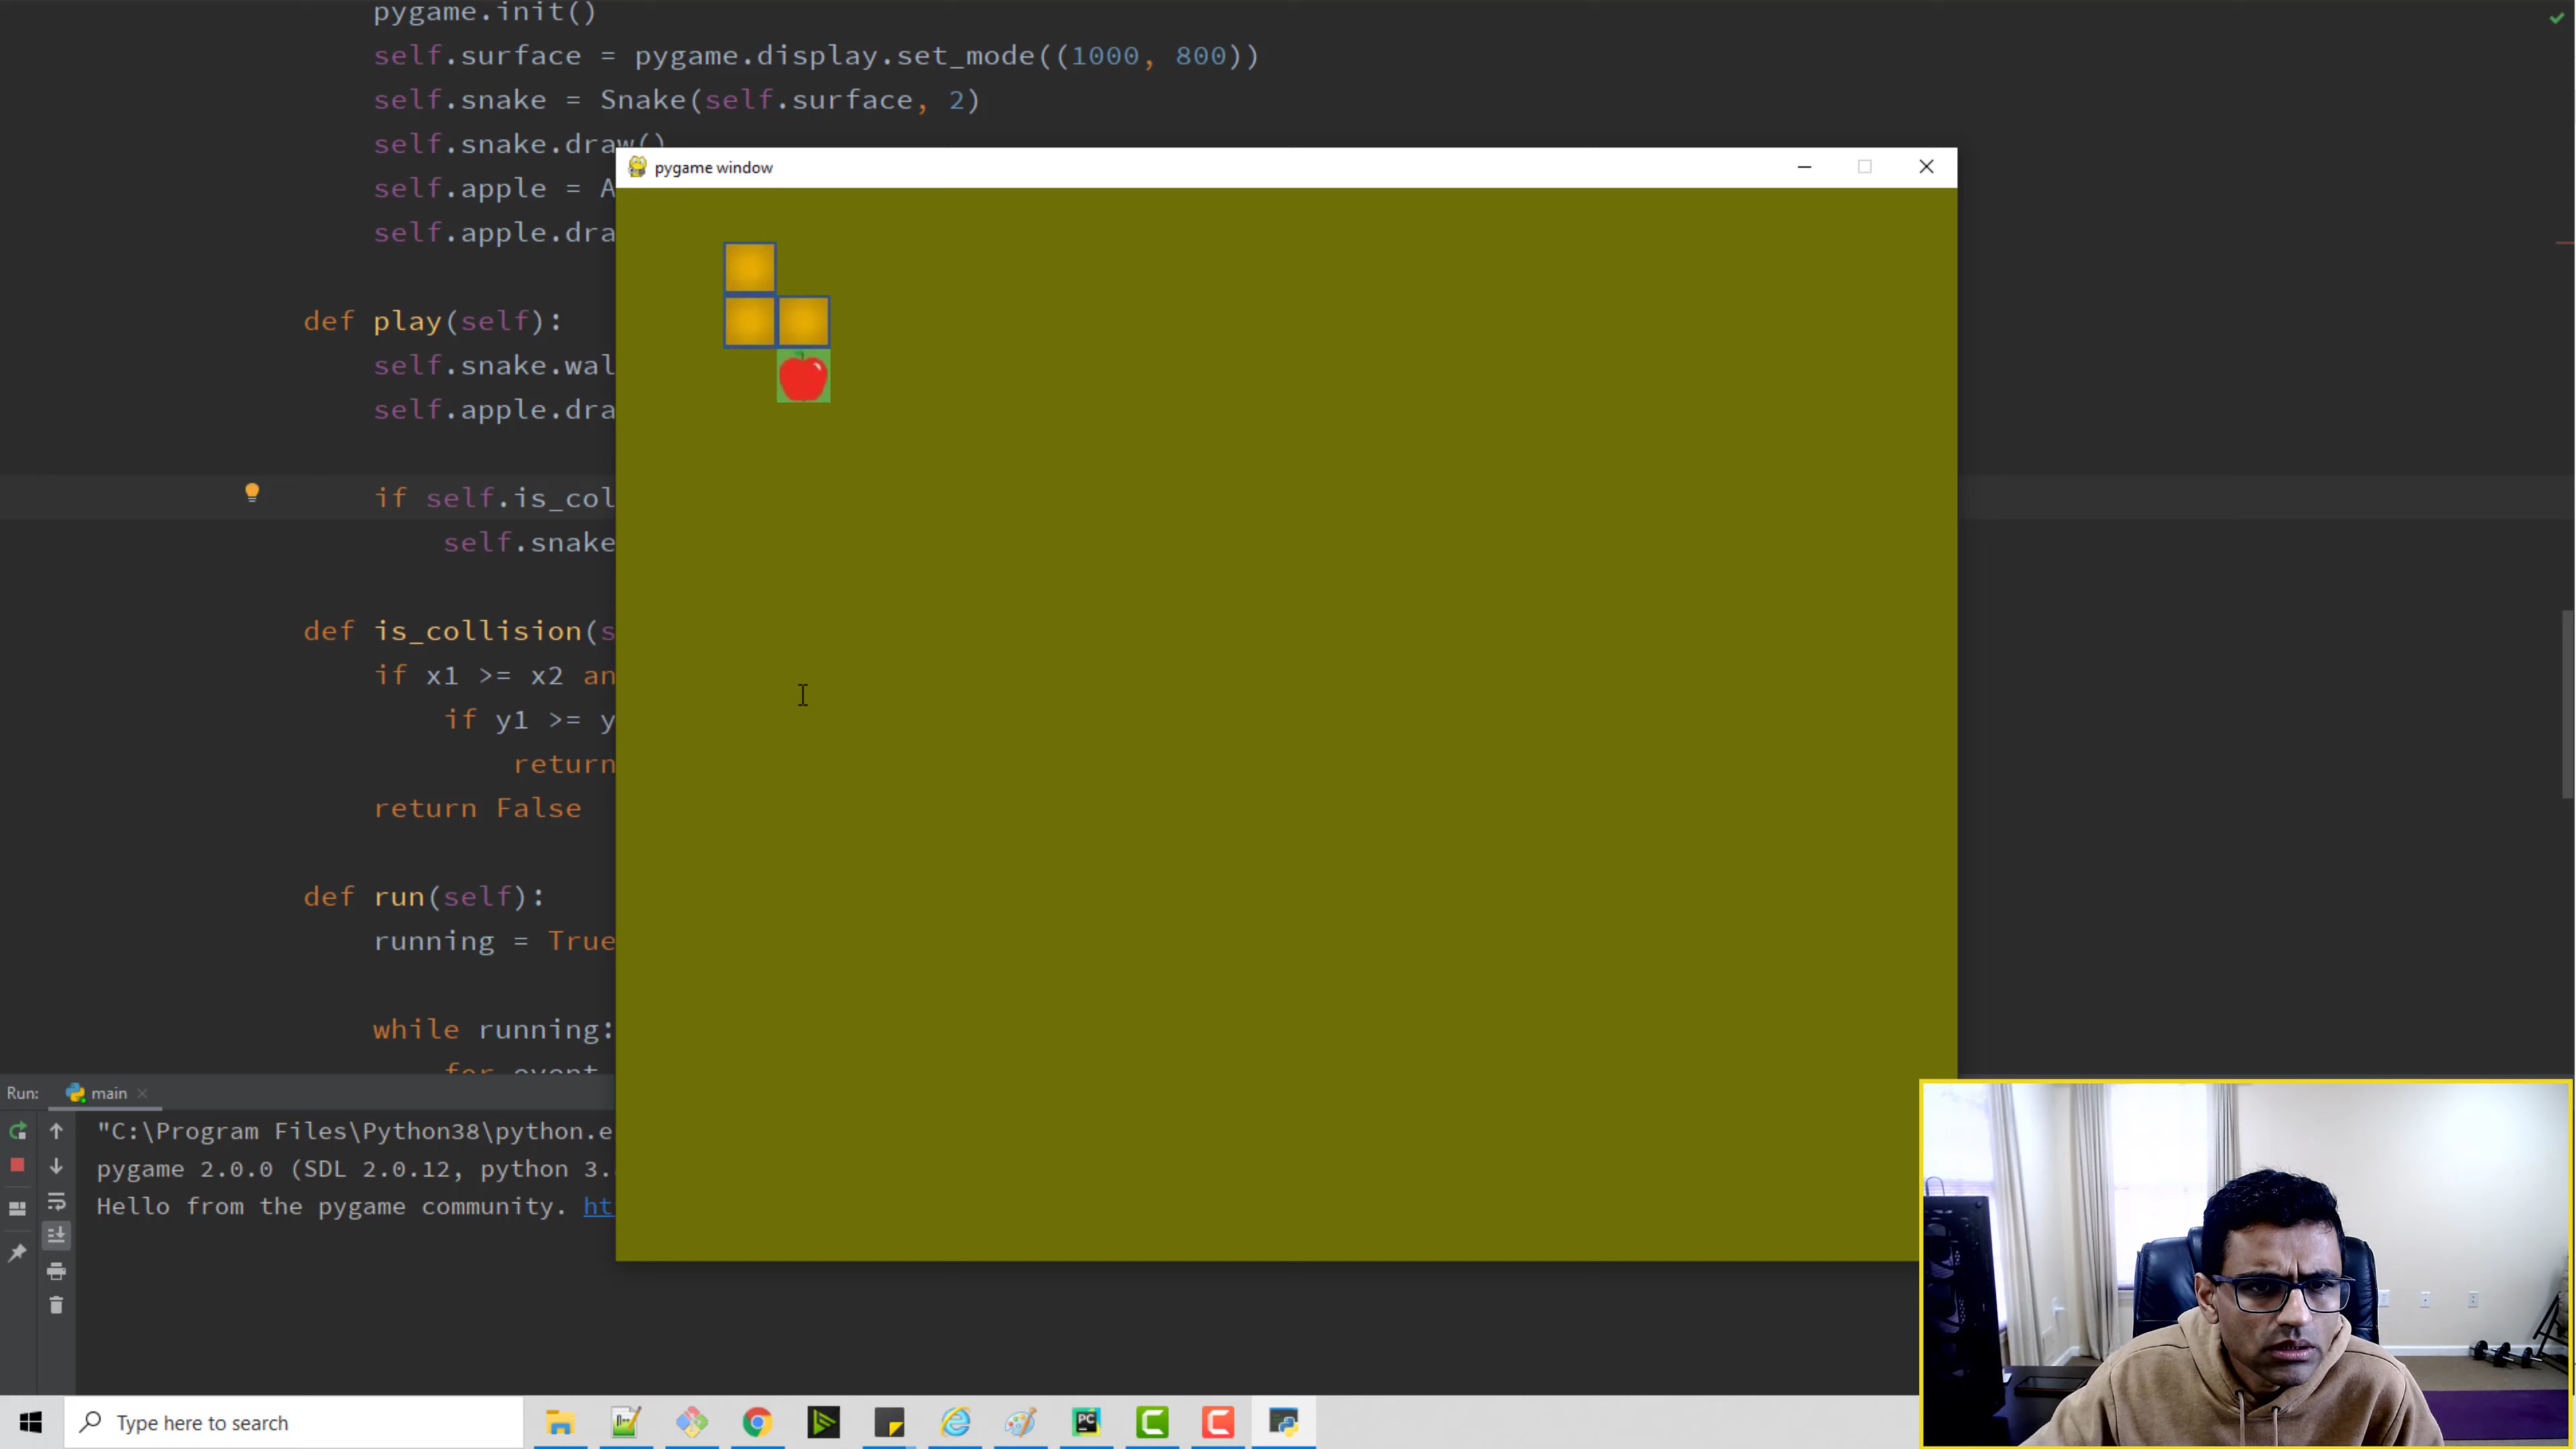 pygame.init()
self.surface = pygame.display.set_mode((1000, 800))
self.snake = Snake(self.surface, 2)
self.snake.draw()
pygame window
self.apple = A
self.apple.dra
def play(self):
self.snake.wal
self.apple.dra
if self.is_col
self.snake
def is_collision(s
if x1 >= x2 an
if y1 >= y
return
return False
def run(self):
running = True
while running:
for event
Run: main
"C:\Program Files\Python38\python.e
pygame 2.0.0 (SDL 2.0.12, python 3.
Hello from the pygame community. ht
Type here to search
PC